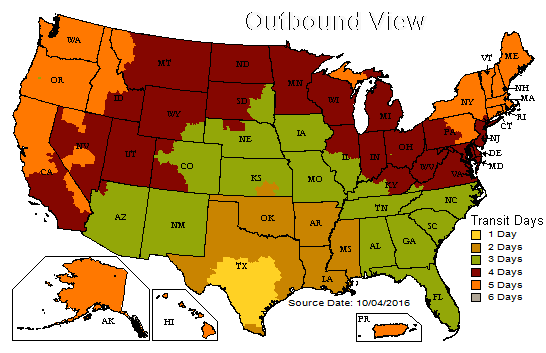 Outbound View
WA
VT
ME
MT
ND
OR
MN
NH
ID
WI
NY
MA
SD
MI
WY
RI
CT
PA
IA
NE
NJ
NV
OH
ID
IN
DE
UT
CO
WV
MD
CA
KS
MO
VA
KY
NC
TN
OK
AR
AZ
NM
SC
Transit Days
1 Day
MS
AL
GA
2 Days
TX
3 Days
LA
4 Days
5 Days
FL
6 Days
Source Date: 10/04/2016
AK
HI
PR